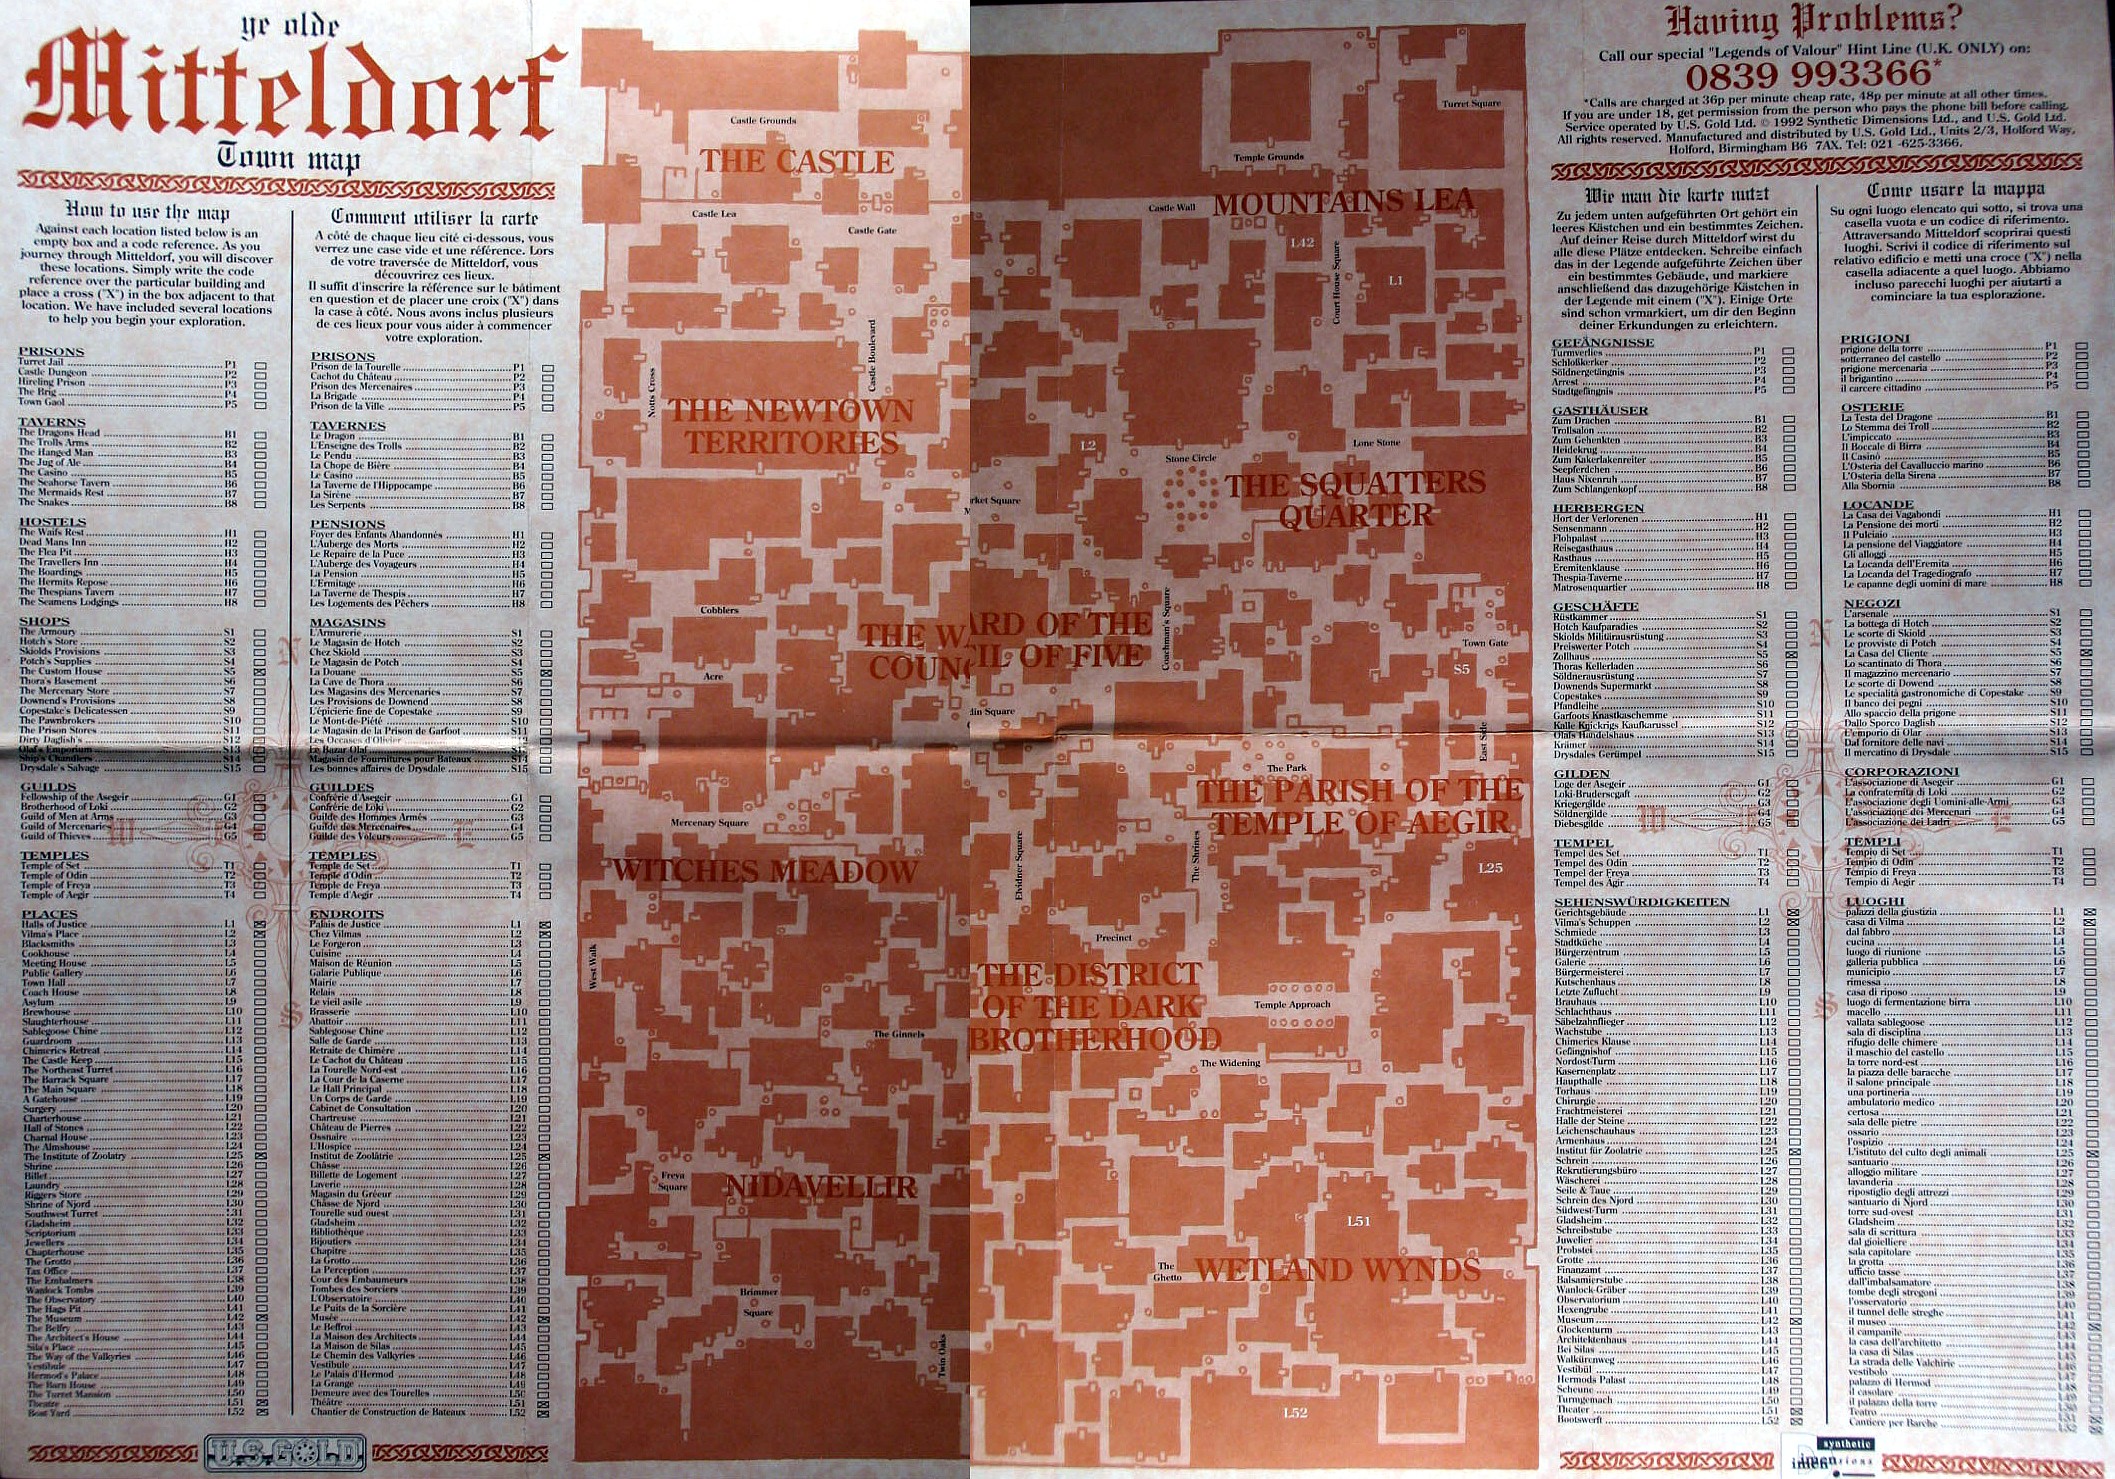 ye olde
Mitteldorf
Town map
How to use the map
Against each location listed below is an
empty box and a code reference. As you
journey through Mitteldorf, you will discover
these locations. Simply write the code
reference over the particular building and
place a cross ("X") in the box adjacent to that
location. We have included several locations
to help you begin your exploration.
PRISONS
Turret Jail P1
Castle Dungeon P2
Hireling Prison P3
The Brig P4
Town Gaol P5
TAVERNS
The Dragons Head B1
The Trolls Arms B2
The Hanged Man B3
The Jug of Ale B4
The Casino B5
The Seahorse Tavern B6
The Mermaids Rest B7
The Snakes B8
HOSTELS
The Waifs Rest H1
Dead Mans Inn H2
The Flea Pit H3
The Travellers Inn H4
The Boardings H5
The Hermits Repose H6
The Thespians Tavern H7
The Seamens Lodgings H8
SHOPS
The Armoury S1
Hotch's Store S2
Skiolds Provisions S3
Potch's Supplies S4
The Custom House S5
Thora's Basement S6
The Mercenary Store S7
Downend's Provisions S8
Copestake's Delicatessen S9
The Pawnbrokers S10
The Prison Stores S11
Dirty Daglish's S12
Olaf's Emporium S13
Ship's Chandlers S14
Drysdale's Salvage S15
GUILDS
Fellowship of the Asegeir G1
Brotherhood of Loki G2
Guild of Men at Arms G3
Guild of Mercenaries G4
Guild of Thieves G5
TEMPLES
Temple of Set T1
Temple of Odin T2
Temple of Freya T3
Temple of Aegir T4
PLACES
Halls of Justice L1
Vilma's Place L2
Blacksmiths L3
Cookhouse L4
Meeting House L5
Public Gallery L6
Town Hall L7
Coach House L8
Asylum L9
Brewhouse L10
Slaughterhouse L11
Sablegoose Chine L12
Guardroom L13
Chimerics Retreat L14
The Castle Keep L15
The Northeast Turret L16
The Barrack Square L17
The Main Square L18
A Gatehouse L19
Surgery L20
Charterhouse L21
Hall of Stones L22
Charnal House L23
The Almshouse L24
The Institute of Zoolatry L25
Shrine L26
Billet L27
Laundry L28
Riggers Store L29
Shrine of Njord L30
Southwest Turret L31
Gladsheim L32
Scriptorium L33
Jewellers L34
Chapterhouse L35
The Grotto L36
Tax Office L37
The Embalmers L38
Wanlock Tombs L39
The Observatory L40
The Hags Pit L41
The Museum L42
The Belfry L43
The Architect's House L44
Sila's Place L45
The Way of the Valkyries L46
Vestibule L47
Hermod's Palace L48
The Barn House L49
The Turret Mansion L50
Theatre L51
Boat Yard L52
U.S. GOLD
Comment utiliser la carte
A côté de chaque lieu cité ci-dessous, vous
verrez une case vide et une référence. Lors
de votre traversée de Mitteldorf, vous
découvrirez ces lieux.
Il suffit d'inscrire la référence sur le bâtiment
en question et de placer une croix ("X") dans
la case à côté. Nous avons inclus plusieurs
de ces lieux pour vous aider à commencer
votre exploration.
PRISONS
Prison de la Tourelle P1
Cachot du Château P2
Prison des Mercenaires P3
La Brigade P4
Prison de la Ville P5
TAVERNES
Le Dragon B1
L'Enseigne des Trolls B2
Le Pendu B3
La Chope de Bière B4
Le Casino B5
La Taverne de l'Hippocampe B6
La Sirène B7
Les Serpents B8
PENSIONS
Foyer des Enfants Abandonnés H1
L'Auberge des Morts H2
Le Repaire de la Puce H3
L'Auberge des Voyageurs H4
La Pension H5
L'Ermitage H6
La Taverne de Thespis H7
Les Logements des Pêchers H8
MAGASINS
L'Armurerie S1
Le Magasin de Hotch S2
Chez Skiold S3
Le Magasin de Potch S4
La Douane S5
La Cave de Thora S6
Les Magasins des Mercenaries S7
Les Provisions de Downend S8
L'épicierie fine de Copestake S9
Le Mont-de-Piété S10
Le Magasin de la Prison de Garfoot S11
Les Occases d'Olivier S12
Le Bazar Olaf S13
Magasin de Fournitures pour Bateaux S14
Les bonnes affaires de Drysdale S15
GUILDES
Confrérie d'Asegeir G1
Confrérie de Loki G2
Guilde des Hommes Armés G3
Guilde des Mercenaires G4
Guilde des Voleurs G5
TEMPLES
Temple de Set T1
Temple d'Odin T2
Temple de Freya T3
Temple d'Aegir T4
ENDROITS
Palais de Justice L1
Chez Vilmas L2
Le Forgeron L3
Cuisine L4
Maison de Réunion L5
Galarie Publique L6
Mairie L7
Relais L8
Le vieil asile L9
Brasserie L10
Abattoir L11
Sablegoose Chine L12
Salle de Garde L13
Retraite de Chimère L14
Le Cachot du Château L15
La Tourelle Nord-est L16
La Cour de la Caserne L17
Le Hall Principal L18
Un Corps de Garde L19
Cabinet de Consultation L20
Chartreuse L21
Château de Pierres L22
Ossuaire L23
L'Hospice L24
Institut de Zoolâtrie L25
Châsse L26
Billette de Logement L27
Laverie L28
Magasin du Gréeur L29
Châsse de Njord L30
Tourelle sud ouest L31
Gladsheim L32
Bibliothèque L33
Bijoutiers L34
Chapitre L35
La Grotto L36
La Perception L37
Cour des Embaumeurs L38
Tombes des Sorciers L39
L'Observatoire L40
Le Puits de la Sorcière L41
Musée L42
Le Beffroi L43
La Maison des Architects L44
La Maison de Silas L45
Le Chemin des Valkyries L46
Vestibule L47
Le Palais d'Hermod L48
La Grange L49
Demeure avec des Tourelles L50
Théâtre L51
Chantier de Construction de Bateaux L52
Castle Grounds
THE CASTLE
Castle Lea
Castle Gate
Notts Cross
Castle Boulevard
THE NEWTOWN
TERRITORIES
Cobblers
Acre
THE WARD OF THE
COUNCIL OF FIVE
Mercenary Square
WITCHES MEADOW
West Walk
The Ginnels
Freya
Square
NIDAVELLIR
Brimmer
Square
Twin Oaks
Turret Square
Temple Grounds
Castle Wall
MOUNTAINS LEA
L42
Court House Square
L1
L2
Lone Stone
Stone Circle
THE SQUATTERS
QUARTER
rket Square
Coachman's Square
Town Gate
S5
din Square
East Side
The Park
THE PARISH OF THE
TEMPLE OF AEGIR
Elvidner Square
The Shrines
L25
Precinct
THE DISTRICT
OF THE DARK
BROTHERHOOD
Temple Approach
The Widening
L51
The
Ghetto
WETLAND WYNDS
L52
Having Problems?
Call our special "Legends of Valour" Hint Line (U.K. ONLY) on:
0839 993366*
*Calls are charged at 36p per minute cheap rate, 48p per minute at all other times.
If you are under 18, get permission from the person who pays the phone bill before calling.
Service operated by U.S. Gold Ltd. © 1992 Synthetic Dimensions Ltd., and U.S. Gold Ltd.
All rights reserved. Manufactured and distributed by U.S. Gold Ltd., Units 2/3, Holford Way,
Holford, Birmingham B6 7AX. Tel: 021 -625-3366.
Wie man die karte nutzt
Zu jedem unten aufgeführten Ort gehört ein
leeres Kästchen und ein bestimmtes Zeichen.
Auf deiner Reise durch Mitteldorf wirst du
alle diese Plätze entdecken. Schreibe einfach
das in der Legende aufgeführte Zeichen über
ein bestimmtes Gebäude, und markiere
anschließend das dazugehörige Kästchen in
der Legende mit einem ("X"). Einige Orte
sind schon vrmarkiert, um dir den Beginn
deiner Erkundungen zu erleichtern.
GEFÄNGNISSE
Turmverlies P1
Schloßkerker P2
Söldnergefängnis P3
Arrest P4
Stadtgefängnis P5
GASTHÄUSER
Zum Drachen B1
Trollsalon B2
Zum Gehenkten B3
Heidekrug B4
Zum Kakerlakenreiter B5
Seepferdchen B6
Haus Nixenruh B7
Zum Schlangenkopf B8
HERBERGEN
Hort der Verlorenen H1
Sensenmann H2
Flohpalast H3
Reisegasthaus H4
Rasthaus H5
Eremitenklause H6
Thespia-Taverne H7
Matrosenquartier H8
GESCHÄFTE
Rüstkammer S1
Hotch Kaufparadies S2
Skiolds Militärausrüstung S3
Preiswerter Potch S4
Zollhaus S5
Thoras Kellerladen S6
Söldnerausrüstung S7
Downends Supermarkt S8
Copestakes S9
Pfandleihe S10
Garfoots Knastkaschemme S11
Kalle Knickrigs Kaufkarussel S12
Olafs Handelshaus S13
Krämer S14
Drysdales Gerümpel S15
GILDEN
Loge der Asegeir G1
Loki-Bruderscgaft G2
Kriegergilde G3
Söldnergilde G4
Diebesgilde G5
TEMPEL
Tempel des Set T1
Tempel des Odin T2
Tempel der Freya T3
Tempel des Ägir T4
SEHENSWÜRDIGKEITEN
Gerichtsgebäude L1
Vilma's Schuppen L2
Schmiede L3
Stadtküche L4
Bürgerzentrum L5
Galerie L6
Bürgermeisterei L7
Kutschenhaus L8
Letzte Zuflucht L9
Brauhaus L10
Schlachthaus L11
Säbelzahnflieger L12
Wachstube L13
Chimerics Klause L14
Gefängnishof L15
Nordost-Turm L16
Kasernenplatz L17
Haupthalle L18
Torhaus L19
Chirurgie L20
Frachtmeisterei L21
Halle der Steine L22
Leichenschauhaus L23
Armenhaus L24
Institut für Zoolatrie L25
Schrein L26
Rekrutierungsbüro L27
Wäscherei L28
Seile & Taue L29
Schrein des Njord L30
Südwest-Turm L31
Gladsheim L32
Schreibstube L33
Juwelier L34
Probstei L35
Grotte L36
Finanzamt L37
Balsamierstube L38
Wanlock-Gräber L39
Observatorium L40
Hexengrube L41
Museum L42
Glockenturm L43
Architektenhaus L44
Bei Silas L45
Walkürenweg L46
Vestibül L47
Hermods Palast L48
Scheune L49
Turmgemach L50
Theater L51
Bootswerft L52
Come usare la mappa
Su ogni luogo elencato qui sotto, si trova una
casella vuota e un codice di riferimento.
Attraversando Mitteldorf scoprirai questi
luoghi. Scrivi il codice di riferimento sul
relativo edificio e metti una croce ("X") nella
casella adiacente a quel luogo. Abbiamo
incluso parecchi luoghi per aiutarti a
cominciare la tua esplorazione.
PRIGIONI
prigione della torre P1
sotterraneo del castello P2
prigione mercenaria P3
il brigantino P4
il carcere cittadino P5
OSTERIE
La Testa del Dragone B1
Lo Stemma dei Troll B2
L'impiccato B3
Il Boccale di Birra B4
Il Casinò B5
L'Osteria del Cavalluccio marino B6
L'Osteria della Sirena B7
Alla Sbornia B8
LOCANDE
La Casa dei Vagabondi H1
La Pensione dei morti H2
Il Pulciaio H3
La pensione del Viaggiatore H4
Gli alloggi H5
La Locanda dell'Eremita H6
La Locanda del Tragediografo H7
Le capanne degli uomini di mare H8
NEGOZI
L'arsenale S1
La bottega di Hotch S2
Le scorte di Skiold S3
Le proviste di Potch S4
La Casa del Cliente S5
Lo scantinato di Thora S6
Il magazzino mercenario S7
Le scorte di Dowend S8
Le specialità gastronomiche di Copestake S9
Il banco dei pegni S10
Allo spaccio della prigione S11
Dallo Sporco Daglish S12
L'emporio di Olaf S13
Dal fornitore delle navi S14
Il mercatino di Drysdale S15
CORPORAZIONI
L'associazione di Asegeir G1
La confraternita di Loki G2
L'associazione degli Uomini-alle-Armi G3
L'associazione dei Mercenari G4
L'associazione dei Ladri G5
TEMPLI
Tempio di Set T1
Tempio di Odin T2
Tempio di Freya T3
Tempio di Aegir T4
LUOGHI
palazzi della giustizia L1
casa di Vilma L2
dal fabbro L3
cucina L4
luogo di riunione L5
galleria pubblica L6
municipio L7
rimessa L8
casa di riposo L9
luogo di fermentazione birra L10
macello L11
vallata sablegoose L12
sala di disciplina L13
rifugio delle chimere L14
il maschio del castello L15
la torre nord-est L16
la piazza delle baracche L17
il salone principale L18
una portineria L19
ambulatorio medico L20
certosa L21
sala delle pietre L22
ossario L23
l'ospizio L24
L'istituto del culto degli animali L25
santuario L26
alloggio militare L27
lavanderia L28
ripostiglio degli attrezzi L29
santuario di Njord L30
torre sud-ovest L31
Gladsheim L32
sala di scrittura L33
dal gioielliere L34
sala capitolare L35
la grotta L36
ufficio tasse L37
dall'imbalsamatore L38
tombe degli stregoni L39
l'osservatorio L40
il tunnel delle streghe L41
il museo L42
il campanile L43
la casa dell'architetto L44
la casa di Silas L45
La strada delle Valchirie L46
vestibolo L47
palazzo di Hermod L48
il casolare L49
il palazzo della torre L50
Teatro L51
Cantiere per Barche L52
synthetic
Dimensions